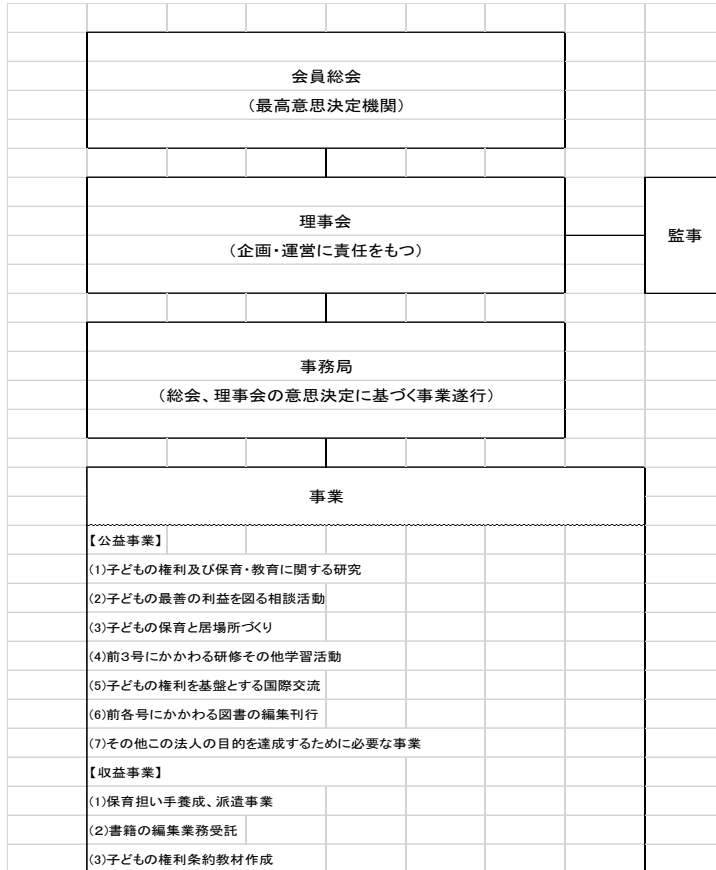 会員総会
（最高意思決定機関）
理事会
（企画・運営に責任をもつ）
監事
事務局
（総会、理事会の意思決定に基づく事業遂行）
事業
【公益事業】
(1)子どもの権利及び保育・教育に関する研究
(2)子どもの最善の利益を図る相談活動
(3)子どもの保育と居場所づくり
(4)前３号にかかわる研修その他学習活動
(5)子どもの権利を基盤とする国際交流
(6)前各号にかかわる図書の編集刊行
(7)その他この法人の目的を達成するために必要な事業
【収益事業】
(1)保育担い手養成、派遣事業
(２)書籍の編集業務受託
(3)子どもの権利条約教材作成